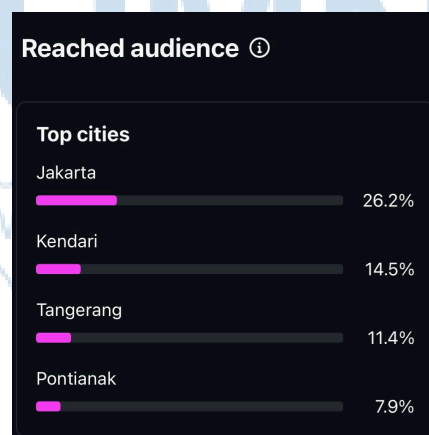 Reached audience
Top cities
Jakarta
26.2%
Kendari
14.5%
Tangerang
11.4%
Pontianak
7.9%